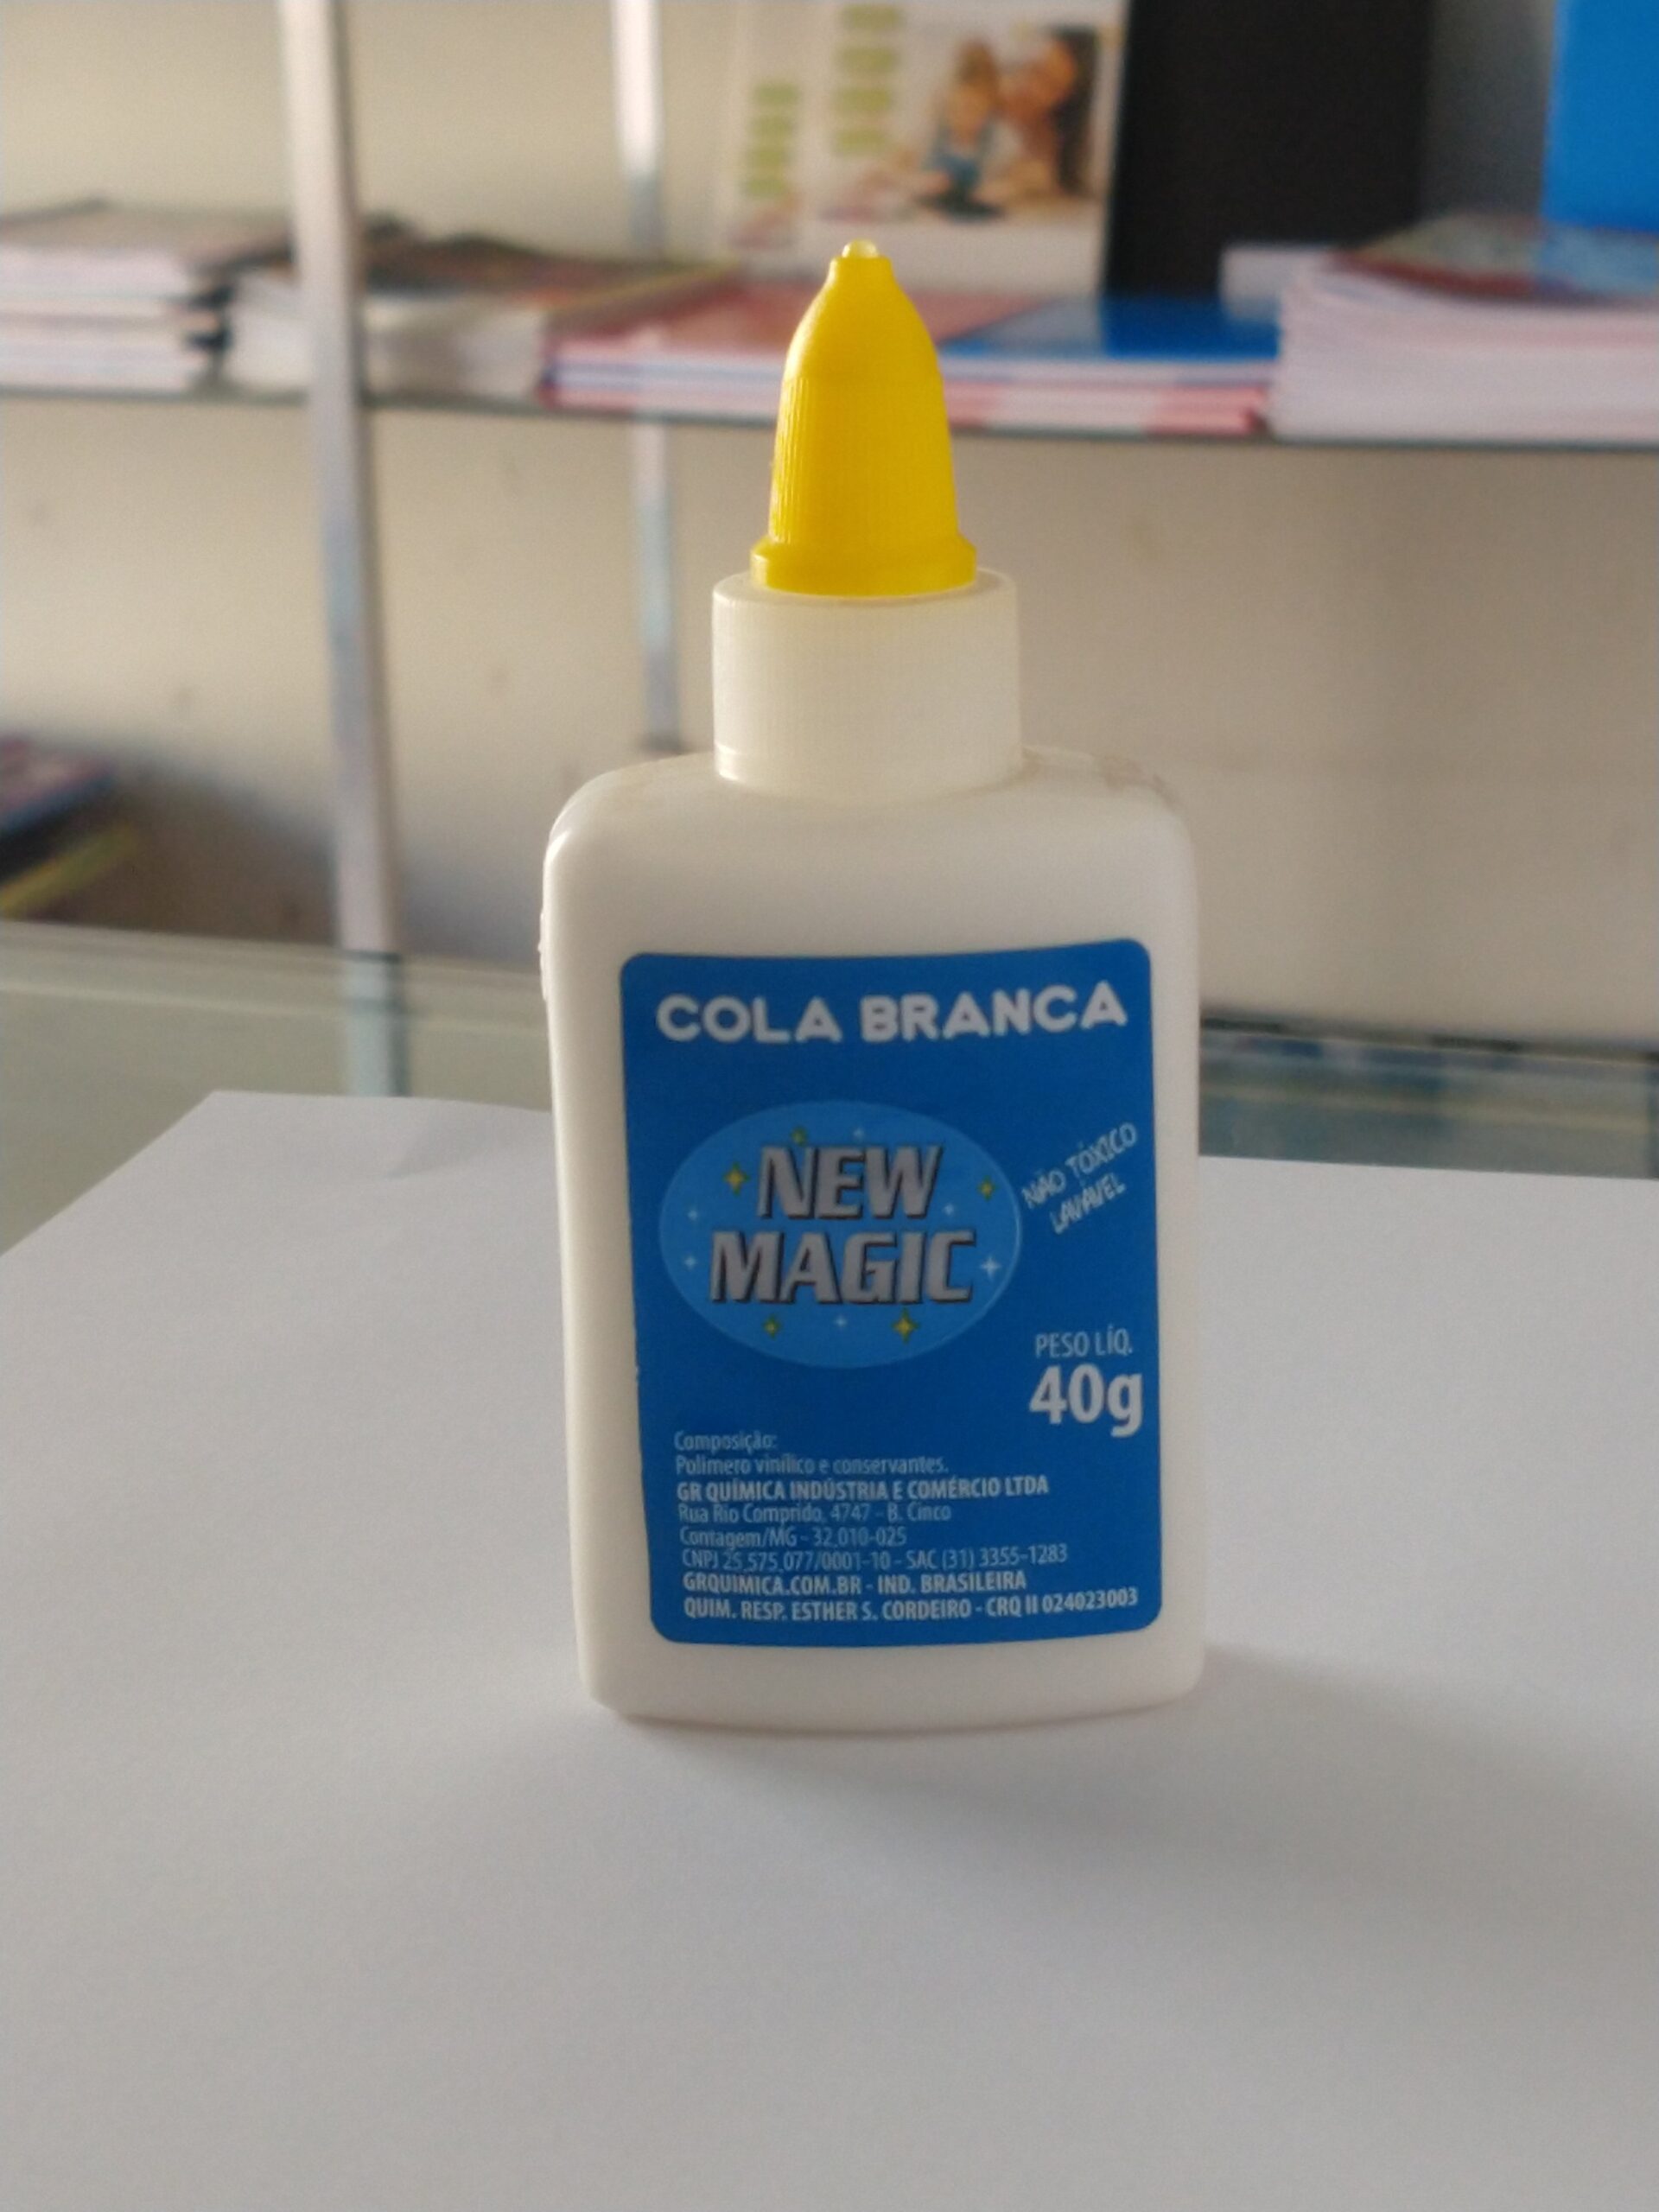 COLA BRANCA
NEW
MAGIC
NÃO TÓXICO
LAVÁVEL
PESO LÍQ.
40g
Composição:
Polímero vinílico e conservantes.
GR QUÍMICA INDÚSTRIA E COMÉRCIO LTDA
Rua Rio Comprido, 4747 - B. Cinco
Contagem/MG - 32.010-025
CNPJ 25.575.077/0001-10 - SAC (31) 3355-1283
GRQUIMICA.COM.BR - IND. BRASILEIRA
QUIM. RESP. ESTHER S. CORDEIRO - CRQ II 024023003